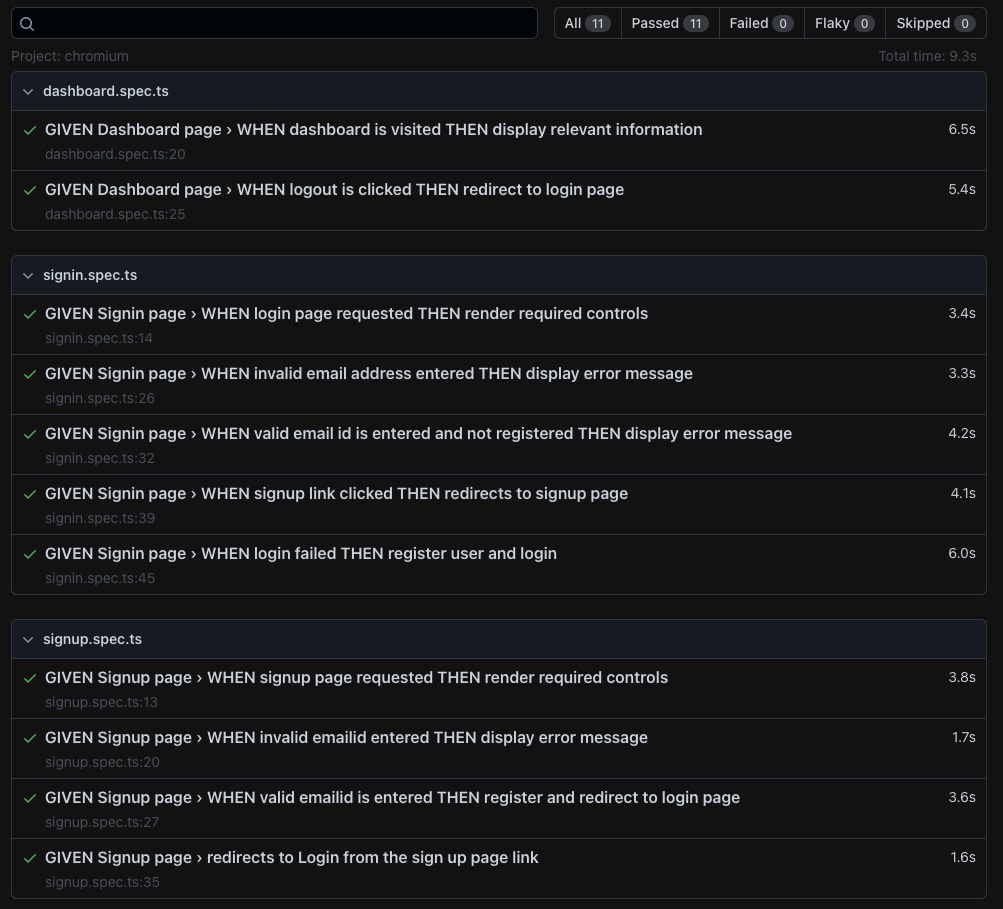 All 11 Passed 11 Failed 0 Flaky 0 Skipped 0
Project: chromium Total time: 9.3s
dashboard.spec.ts
GIVEN Dashboard page › WHEN dashboard is visited THEN display relevant information 6.5s
dashboard.spec.ts:20
GIVEN Dashboard page › WHEN logout is clicked THEN redirect to login page 5.4s
dashboard.spec.ts:25
signin.spec.ts
GIVEN Signin page › WHEN login page requested THEN render required controls 3.4s
signin.spec.ts:14
GIVEN Signin page › WHEN invalid email address entered THEN display error message 3.3s
signin.spec.ts:26
GIVEN Signin page › WHEN valid email id is entered and not registered THEN display error message 4.2s
signin.spec.ts:32
GIVEN Signin page › WHEN signup link clicked THEN redirects to signup page 4.1s
signin.spec.ts:39
GIVEN Signin page › WHEN login failed THEN register user and login 6.0s
signin.spec.ts:45
signup.spec.ts
GIVEN Signup page › WHEN signup page requested THEN render required controls 3.8s
signup.spec.ts:13
GIVEN Signup page › WHEN invalid emailid entered THEN display error message 1.7s
signup.spec.ts:20
GIVEN Signup page › WHEN valid emailid is entered THEN register and redirect to login page 3.6s
signup.spec.ts:27
GIVEN Signup page › redirects to Login from the sign up page link 1.6s
signup.spec.ts:35